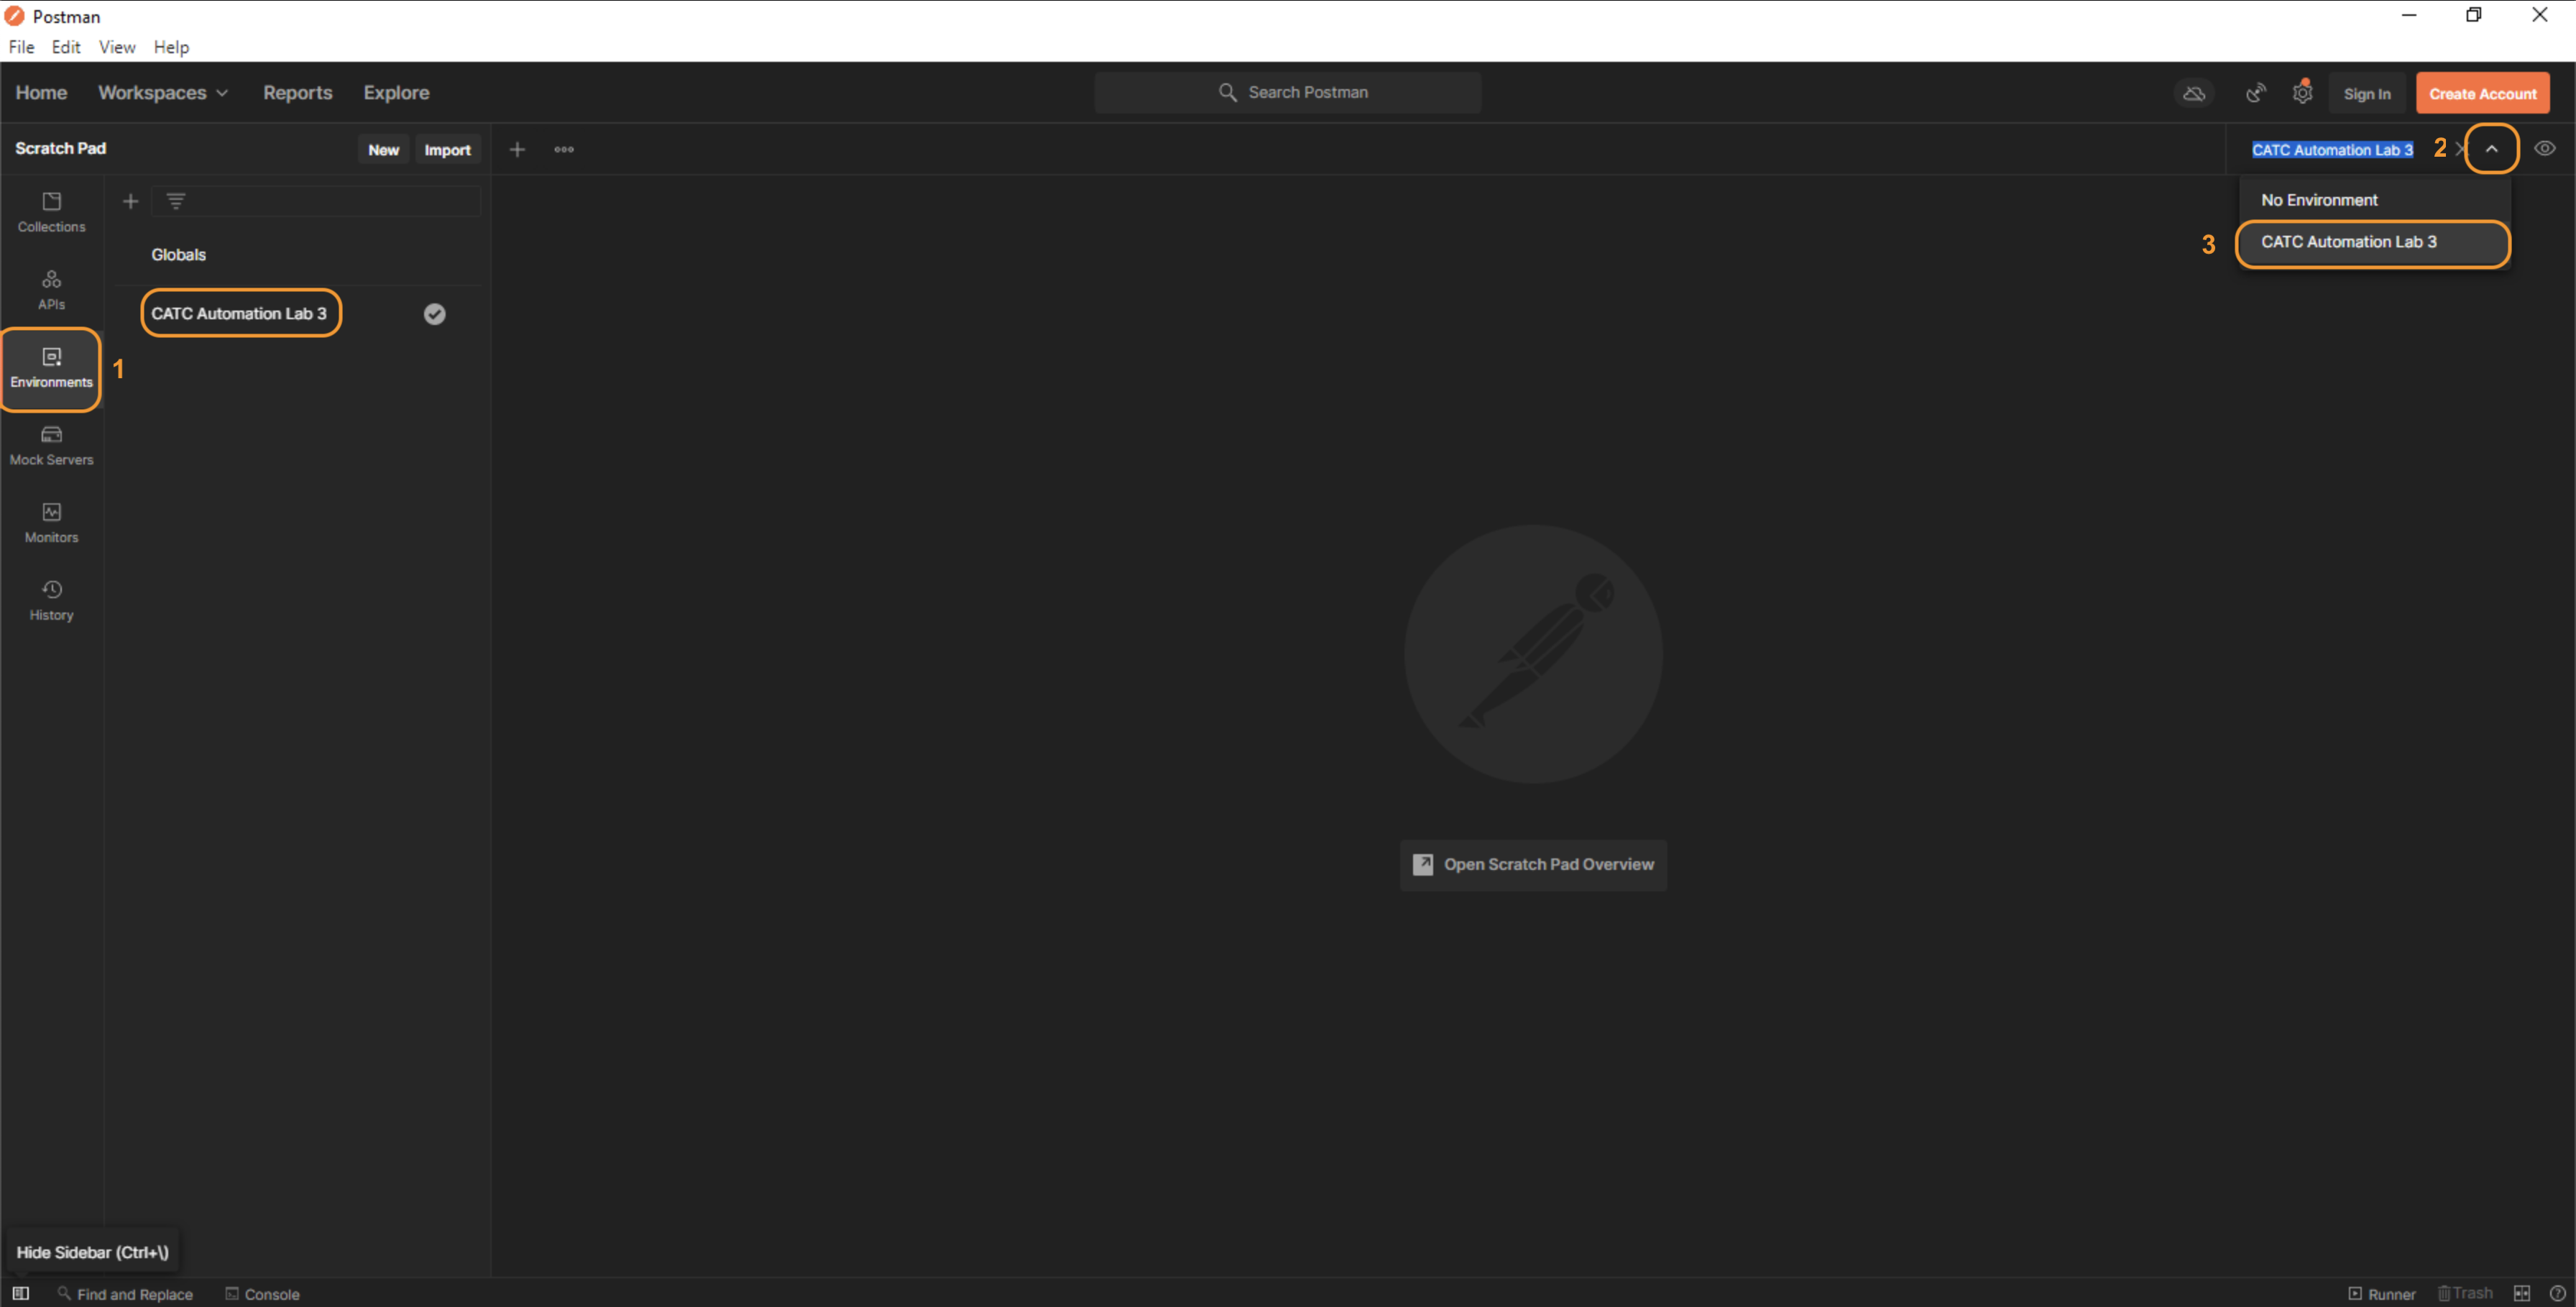 Postman
File Edit View Help
Home Workspaces Reports Explore
Search Postman
Sign In
Create Account
Scratch Pad
New
Import
CATC Automation Lab 3
2
No Environment
3
CATC Automation Lab 3
Collections
Globals
APIs
CATC Automation Lab 3
Environments
1
Mock Servers
Monitors
History
Open Scratch Pad Overview
Hide Sidebar (Ctrl+\)
Find and Replace
Console
Runner
Trash